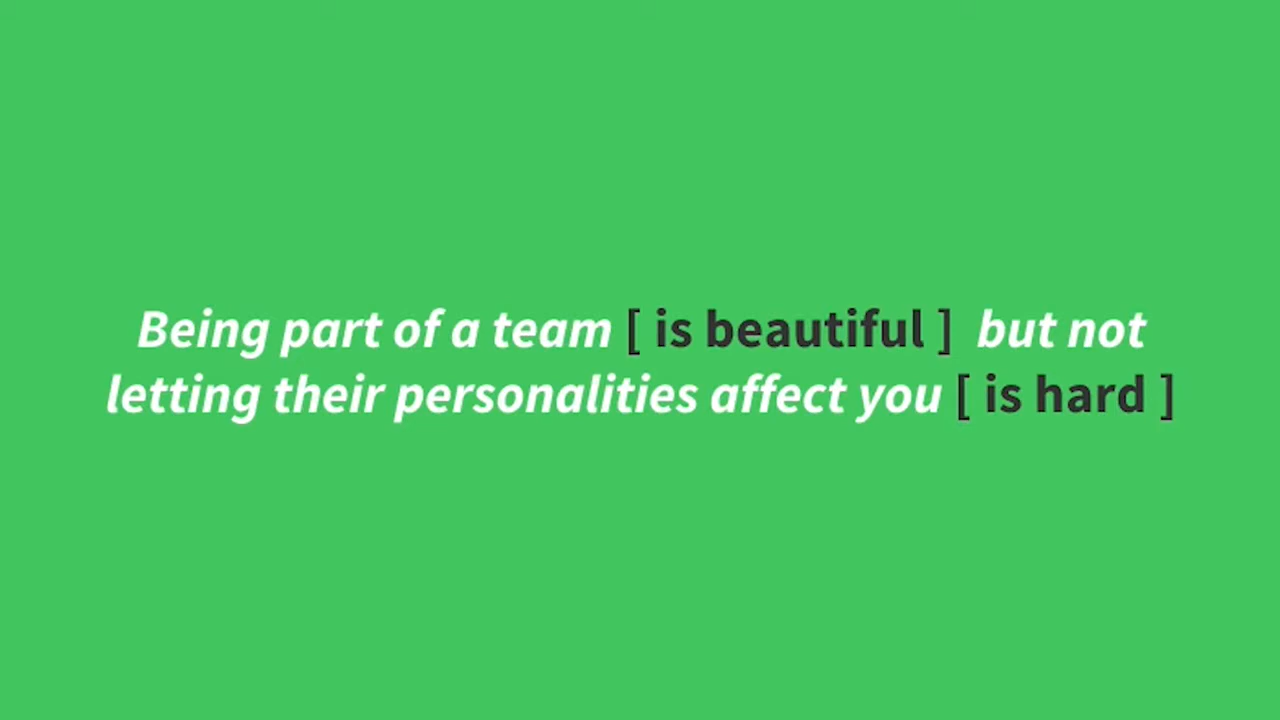 Being part of a team [ is beautiful ] but not
letting their personalities affect you [ is hard ]